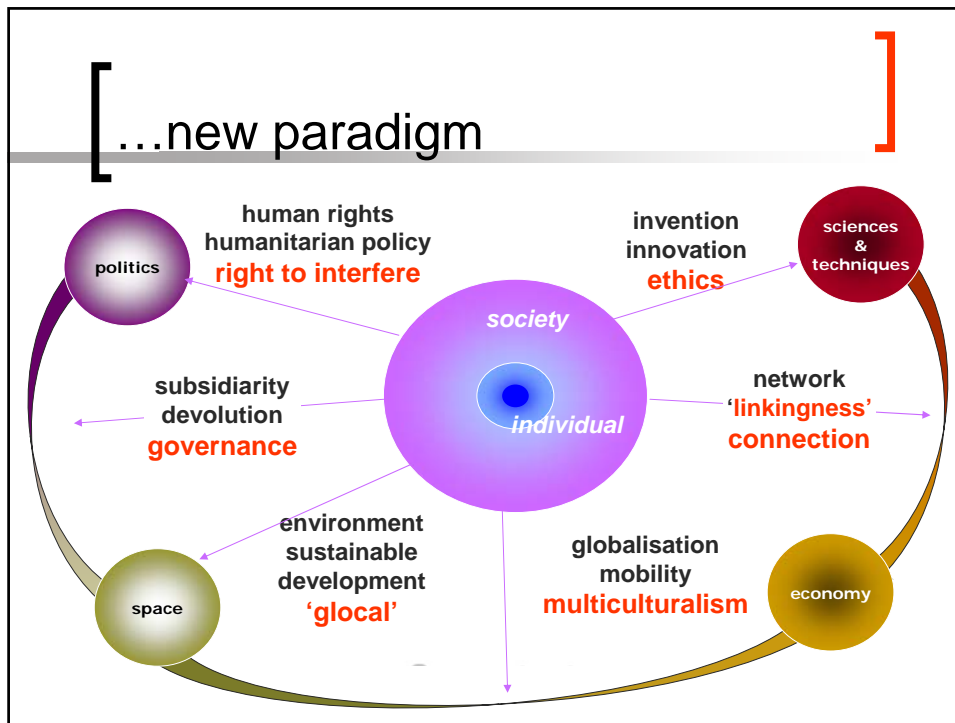 …new paradigm
politics
human rights
humanitarian policy
right to interfere
invention
innovation
ethics
sciences
&
techniques
society
individual
subsidiarity
devolution
governance
network
‘linkingness’
connection
environment
sustainable
development
‘glocal’
globalisation
mobility
multiculturalism
space
economy